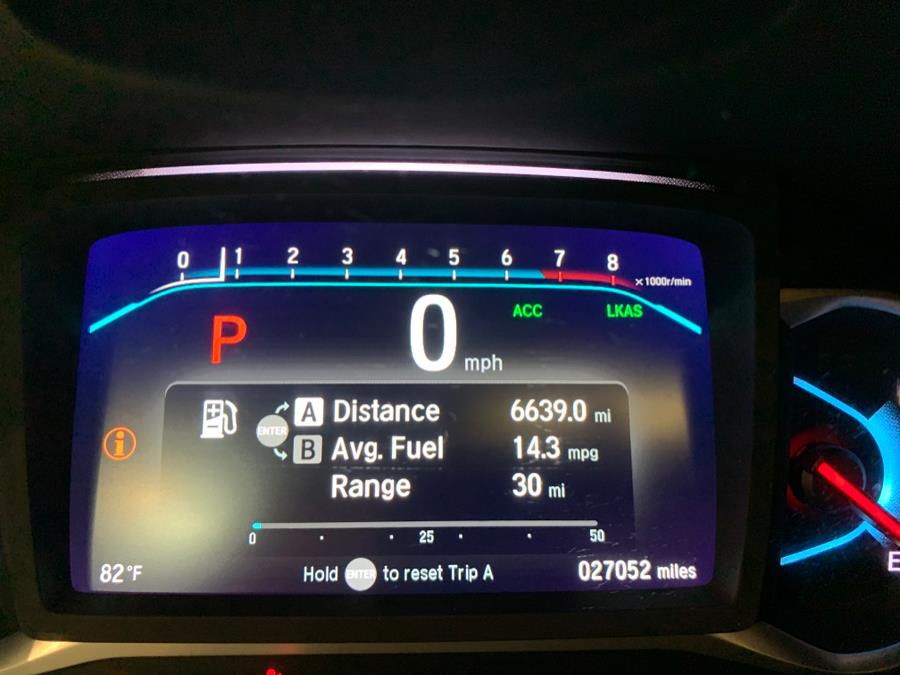 0 1 2 3 4 5 6 7 8
×1000r/min
ACC LKAS
P 0 mph
A Distance 6639.0 mi
ENTER
B Avg. Fuel 14.3 mpg
Range 30 mi
0 25 50
82°F Hold ENTER to reset Trip A 027052 miles
E